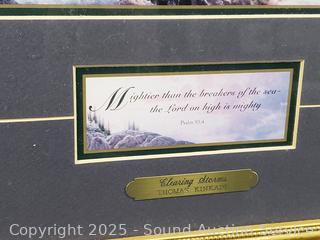 Mightier than the breakers of the sea-
the Lord on high is mighty
Psalm 93:4
Clearing Storms
THOMAS KINKADE
Copyright 2025 - Sound Auction Service